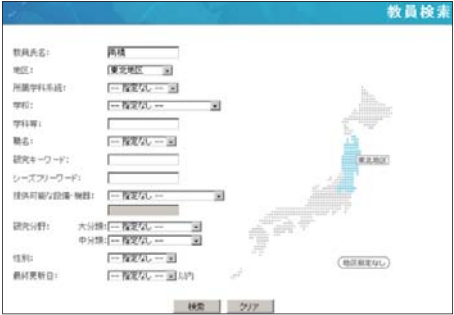 教員検索
教員氏名: 高橋
地区: 東北地区
所属学科系統: --- 指定なし ---
学校: --- 指定なし ---
学科等:
職名: --- 指定なし ---
研究キーワード:
シーズフリーワード:
提供可能な設備・機器: --- 指定なし ---
研究分野: 大分類: --- 指定なし ---
中分類: --- 指定なし ---
性別: --- 指定なし ---
最終更新日: --- 指定なし --- 以内
東北地区
(地区指定なし)
検索 クリア